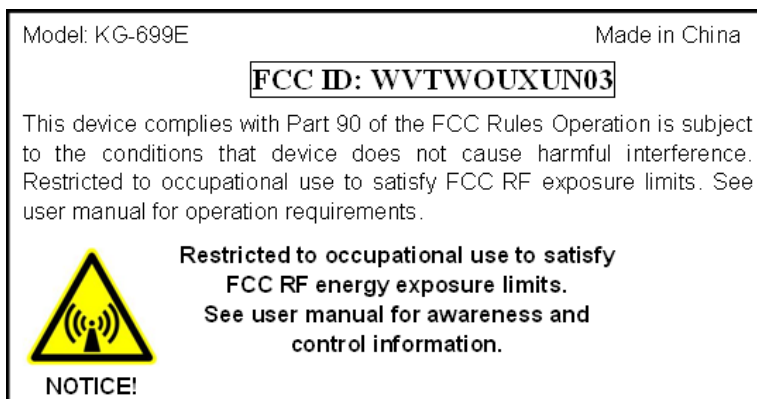 Model: KG-699E Made in China
FCC ID: WVTWOUXUN03
This device complies with Part 90 of the FCC Rules Operation is subject
to the conditions that device does not cause harmful interference.
Restricted to occupational use to satisfy FCC RF exposure limits. See
user manual for operation requirements.
Restricted to occupational use to satisfy
FCC RF energy exposure limits.
See user manual for awareness and
control information.
NOTICE!